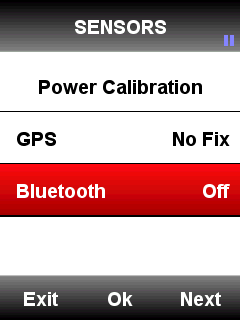 SENSORS
Power Calibration
GPS No Fix
Bluetooth Off
Exit Ok Next